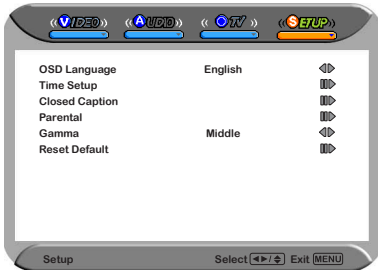 VIDEO AUDIO TV SETUP
OSD Language English
Time Setup
Closed Caption
Parental
Gamma Middle
Reset Default
Setup Select ◄►/ Exit MENU